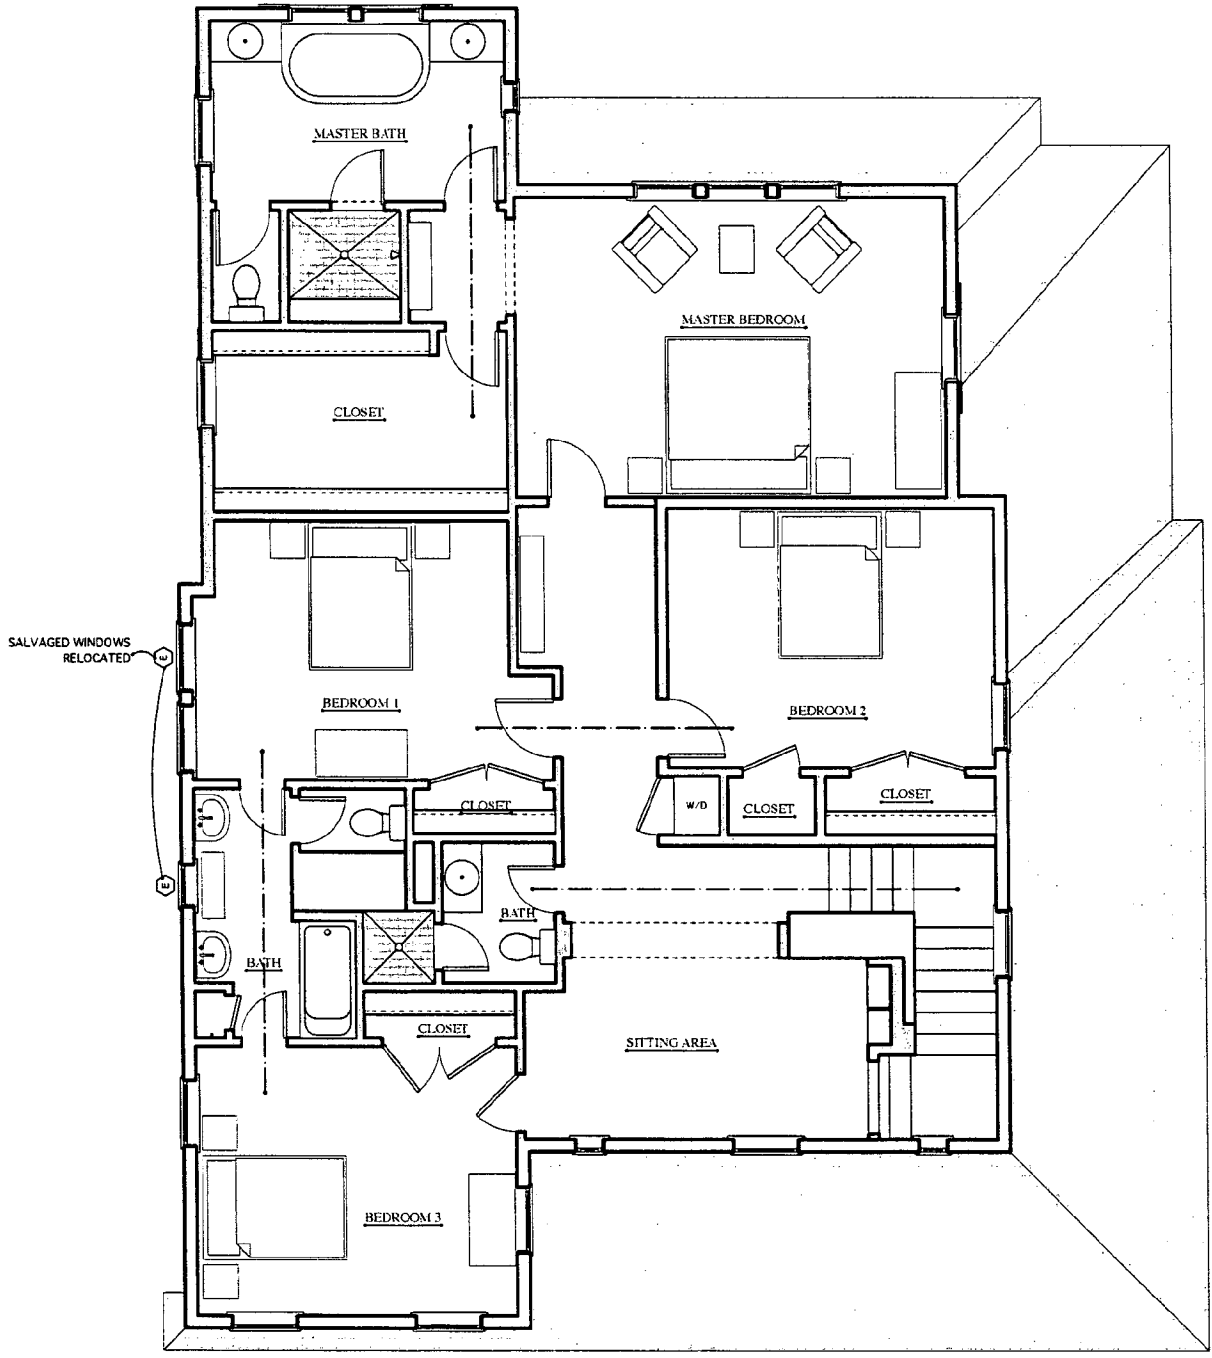 MASTER BATH
MASTER BEDROOM
CLOSET
SALVAGED WINDOWS
RELOCATED
E
BEDROOM 1
BEDROOM 2
CLOSET
W/D
CLOSET
CLOSET
E
BATH
BATH
CLOSET
SITTING AREA
BEDROOM 3